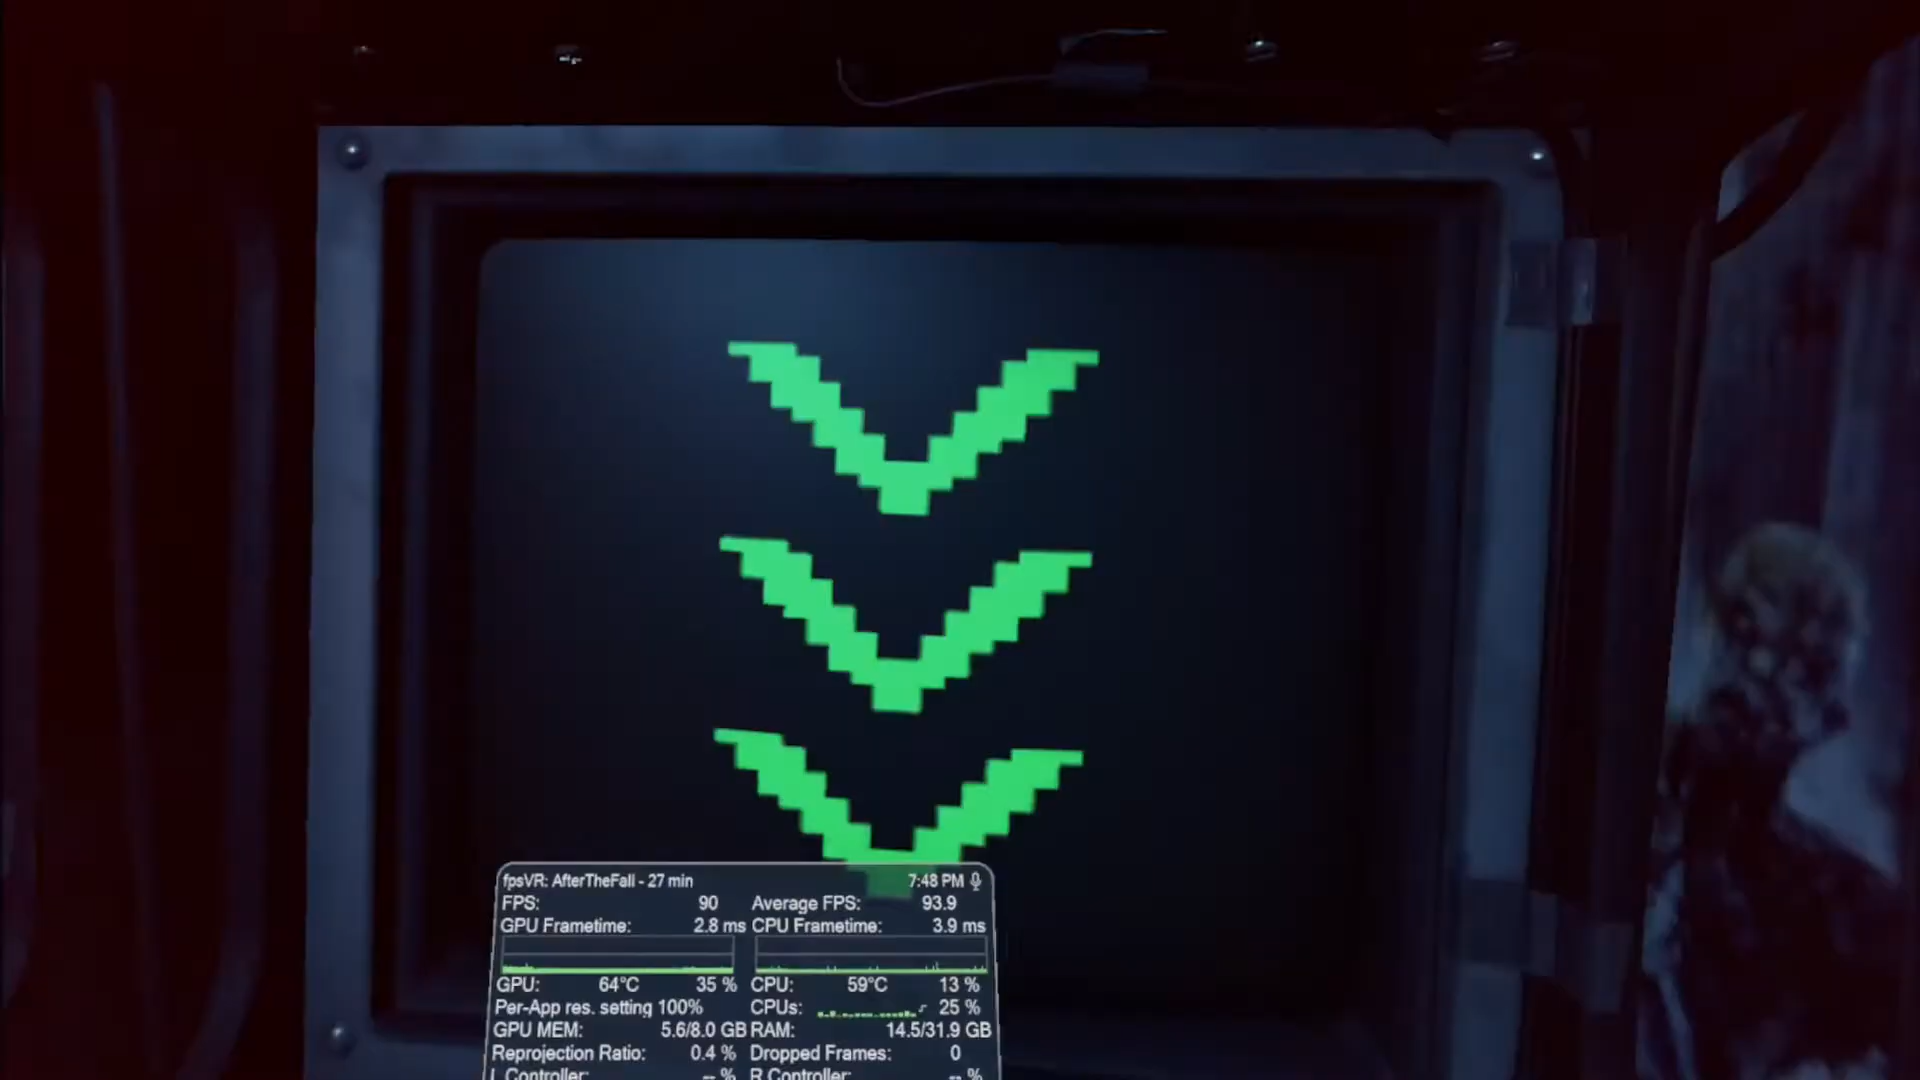 fpsVR: AfterTheFall - 27 min 7:48 PM
FPS: 90 Average FPS: 93.9
GPU Frametime: 2.8 ms CPU Frametime: 3.9 ms
GPU: 64°C 35 % CPU: 59°C 13 %
Per-App res. setting 100% CPUs: 25 %
GPU MEM: 5.6/8.0 GB RAM: 14.5/31.9 GB
Reprojection Ratio: 0.4 % Dropped Frames: 0
L Controller: -- % R Controller: -- %